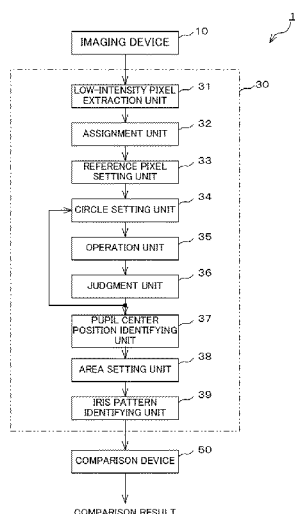 1
IMAGING DEVICE
10
30
LOW-INTENSITY PIXEL
EXTRACTION UNIT
31
ASSIGNMENT UNIT
32
REFERENCE PIXEL
SETTING UNIT
33
CIRCLE SETTING UNIT
34
OPERATION UNIT
35
JUDGMENT UNIT
36
PUPIL CENTER
POSITION IDENTIFYING
UNIT
37
AREA SETTING UNIT
38
IRIS PATTERN
IDENTIFYING UNIT
39
COMPARISON DEVICE
50
COMPARISON RESULT